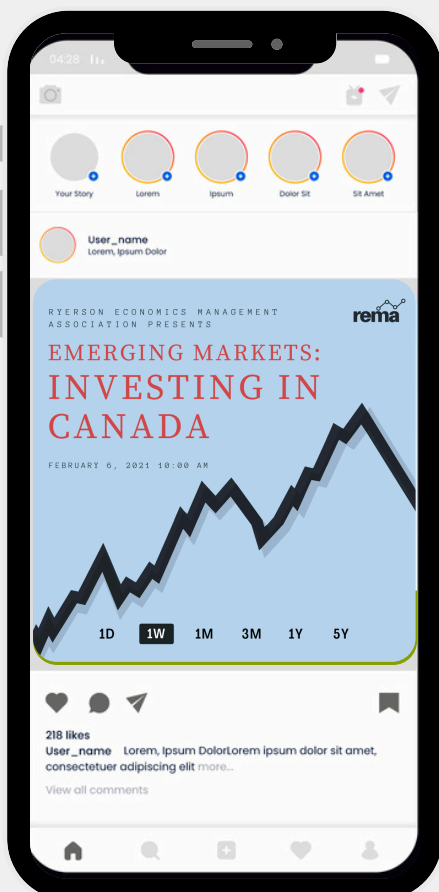 04:28
Your Story
Lorem
Ipsum
Dolor Sit
Sit Amet
User_name
Lorem, Ipsum Dolor
RYERSON ECONOMICS MANAGEMENT
ASSOCIATION PRESENTS
rema
EMERGING MARKETS:
INVESTING IN
CANADA
FEBRUARY 6, 2021 10:00 AM
1D 1W 1M 3M 1Y 5Y
218 likes
User_name Lorem, Ipsum DolorLorem ipsum dolor sit amet,
consectetuer adipiscing elit more...
View all comments